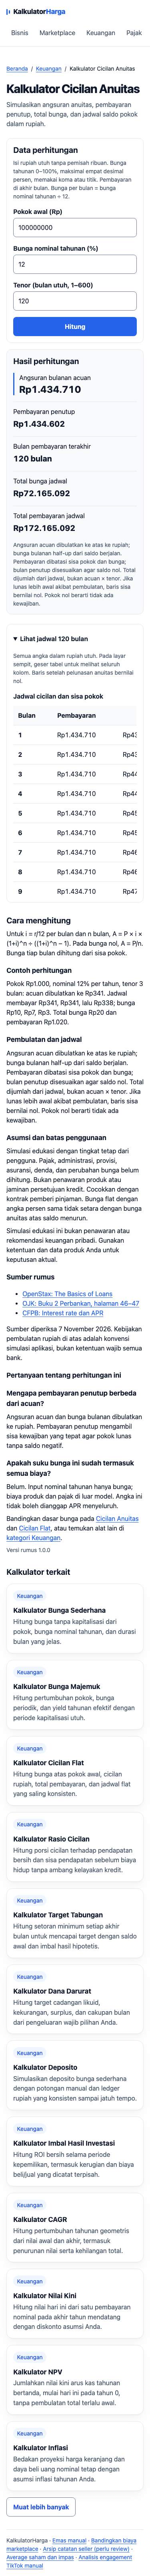 KalkulatorHarga
Bisnis Marketplace Keuangan Pajak
Beranda / Keuangan / Kalkulator Cicilan Anuitas
Kalkulator Cicilan Anuitas
Simulasikan angsuran anuitas, pembayaran
penutup, total bunga, dan jadwal saldo pokok
dalam rupiah.
Data perhitungan
Isi rupiah utuh tanpa pemisah ribuan. Bunga
tahunan 0–100%, maksimal empat desimal
persen, memakai koma atau titik. Pembayaran
di akhir bulan. Bunga per bulan = bunga
nominal tahunan ÷ 12.
Pokok awal (Rp)
100000000
Bunga nominal tahunan (%)
12
Tenor (bulan utuh, 1–600)
120
Hitung
Hasil perhitungan
Angsuran bulanan acuan
Rp1.434.710
Pembayaran penutup
Rp1.434.602
Bulan pembayaran terakhir
120 bulan
Total bunga jadwal
Rp72.165.092
Total pembayaran jadwal
Rp172.165.092
Angsuran acuan dibulatkan ke atas ke rupiah;
bunga bulanan half-up dari saldo berjalan.
Pembayaran dibatasi sisa pokok dan bunga;
bulan penutup disesuaikan agar saldo nol. Total
dijumlah dari jadwal, bukan acuan × tenor. Jika
lunas lebih awal akibat pembulatan, baris sisa
bernilai nol. Pokok nol berarti tidak ada
kewajiban.
▼ Lihat jadwal 120 bulan
Semua angka dalam rupiah utuh. Pada layar
sempit, geser tabel untuk melihat seluruh
kolom. Baris setelah pelunasan anuitas bernilai
nol.
Jadwal cicilan dan sisa pokok
Bulan Pembayaran
1 Rp1.434.710 Rp43
2 Rp1.434.710 Rp43
3 Rp1.434.710 Rp44
4 Rp1.434.710 Rp44
5 Rp1.434.710 Rp45
6 Rp1.434.710 Rp45
7 Rp1.434.710 Rp46
8 Rp1.434.710 Rp46
9 Rp1.434.710 Rp47
Cara menghitung
Untuk i = r/12 per bulan dan n bulan, A = P × i ×
(1+i)^n ÷ ((1+i)^n − 1). Pada bunga nol, A = P/n.
Bunga tiap bulan dihitung dari sisa pokok.
Contoh perhitungan
Pokok Rp1.000, nominal 12% per tahun, tenor 3
bulan: acuan dibulatkan ke Rp341. Jadwal
membayar Rp341, Rp341, lalu Rp338; bunga
Rp10, Rp7, Rp3. Total bunga Rp20 dan
pembayaran Rp1.020.
Pembulatan dan jadwal
Angsuran acuan dibulatkan ke atas ke rupiah;
bunga bulanan half-up dari saldo berjalan.
Pembayaran dibatasi sisa pokok dan bunga;
bulan penutup disesuaikan agar saldo nol. Total
dijumlah dari jadwal, bukan acuan × tenor. Jika
lunas lebih awal akibat pembulatan, baris sisa
bernilai nol. Pokok nol berarti tidak ada
kewajiban.
Asumsi dan batas penggunaan
Simulasi edukasi dengan tingkat tetap dari
pengguna. Pajak, administrasi, provisi,
asuransi, denda, dan perubahan bunga belum
dihitung. Bukan penawaran produk atau
jaminan persetujuan kredit. Cocokkan dengan
kontrak pemberi pinjaman. Bunga flat dengan
angka nominal sama tidak setara dengan bunga
anuitas atas saldo menurun.
Simulasi edukasi ini bukan penawaran atau
rekomendasi keuangan pribadi. Gunakan
ketentuan dan data produk Anda untuk
keputusan aktual.
Sumber rumus
OpenStax: The Basics of Loans
OJK: Buku 2 Perbankan, halaman 46–47
CFPB: Interest rate dan APR
Sumber diperiksa 7 November 2026. Kebijakan
pembulatan rupiah di atas adalah konvensi
simulasi aplikasi, bukan ketentuan wajib semua
bank.
Pertanyaan tentang perhitungan ini
Mengapa pembayaran penutup berbeda
dari acuan?
Angsuran acuan dan bunga bulanan dibulatkan
ke rupiah. Pembayaran penutup mengambil
sisa kewajiban yang tepat agar pokok lunas
tanpa saldo negatif.
Apakah suku bunga ini sudah termasuk
semua biaya?
Belum. Input nominal tahunan hanya bunga;
biaya produk dan pajak di luar model. Angka ini
tidak boleh dianggap APR menyeluruh.
Bandingkan dasar bunga pada Cicilan Anuitas
dan Cicilan Flat, atau temukan alat lain di
kategori Keuangan.
Versi rumus 1.0.0
Kalkulator terkait
Keuangan
Kalkulator Bunga Sederhana
Hitung bunga tanpa kapitalisasi dari
pokok, bunga nominal tahunan, dan durasi
bulan yang jelas.
Keuangan
Kalkulator Bunga Majemuk
Hitung pertumbuhan pokok, bunga
periodik, dan yield tahunan efektif dengan
periode kapitalisasi utuh.
Keuangan
Kalkulator Cicilan Flat
Hitung bunga atas pokok awal, cicilan
rupiah, total pembayaran, dan jadwal flat
yang saling konsisten.
Keuangan
Kalkulator Rasio Cicilan
Hitung porsi cicilan terhadap pendapatan
bersih dan sisa pendapatan sebelum biaya
hidup tanpa ambang kelayakan kredit.
Keuangan
Kalkulator Target Tabungan
Hitung setoran minimum setiap akhir
bulan untuk mencapai target dengan saldo
awal dan imbal hasil hipotetis.
Keuangan
Kalkulator Dana Darurat
Hitung target cadangan likuid,
kekurangan, surplus, dan cakupan bulan
dari pengeluaran wajib pilihan Anda.
Keuangan
Kalkulator Deposito
Simulasikan deposito bunga sederhana
dengan potongan manual dan ledger
rupiah yang konsisten sampai jatuh tempo.
Keuangan
Kalkulator Imbal Hasil Investasi
Hitung ROI bersih selama periode
kepemilikan, termasuk kerugian dan biaya
beli/jual yang dicatat terpisah.
Keuangan
Kalkulator CAGR
Hitung pertumbuhan tahunan geometris
dari nilai awal dan akhir, termasuk
penurunan nilai serta kehilangan total.
Keuangan
Kalkulator Nilai Kini
Hitung nilai hari ini dari satu pembayaran
nominal pada akhir tahun mendatang
dengan diskonto asumsi Anda.
Keuangan
Kalkulator NPV
Jumlahkan nilai kini arus kas tahunan
bertanda, mulai hari ini pada tahun 0,
tanpa pembulatan total terlalu awal.
Keuangan
Kalkulator Inflasi
Bedakan proyeksi harga keranjang dan
daya beli uang nominal tetap dengan
asumsi inflasi tahunan Anda.
Muat lebih banyak
KalkulatorHarga · Emas manual · Bandingkan biaya
marketplace · Arsip catatan seller (perlu review) ·
Average saham dan impas · Analisis engagement
TikTok manual